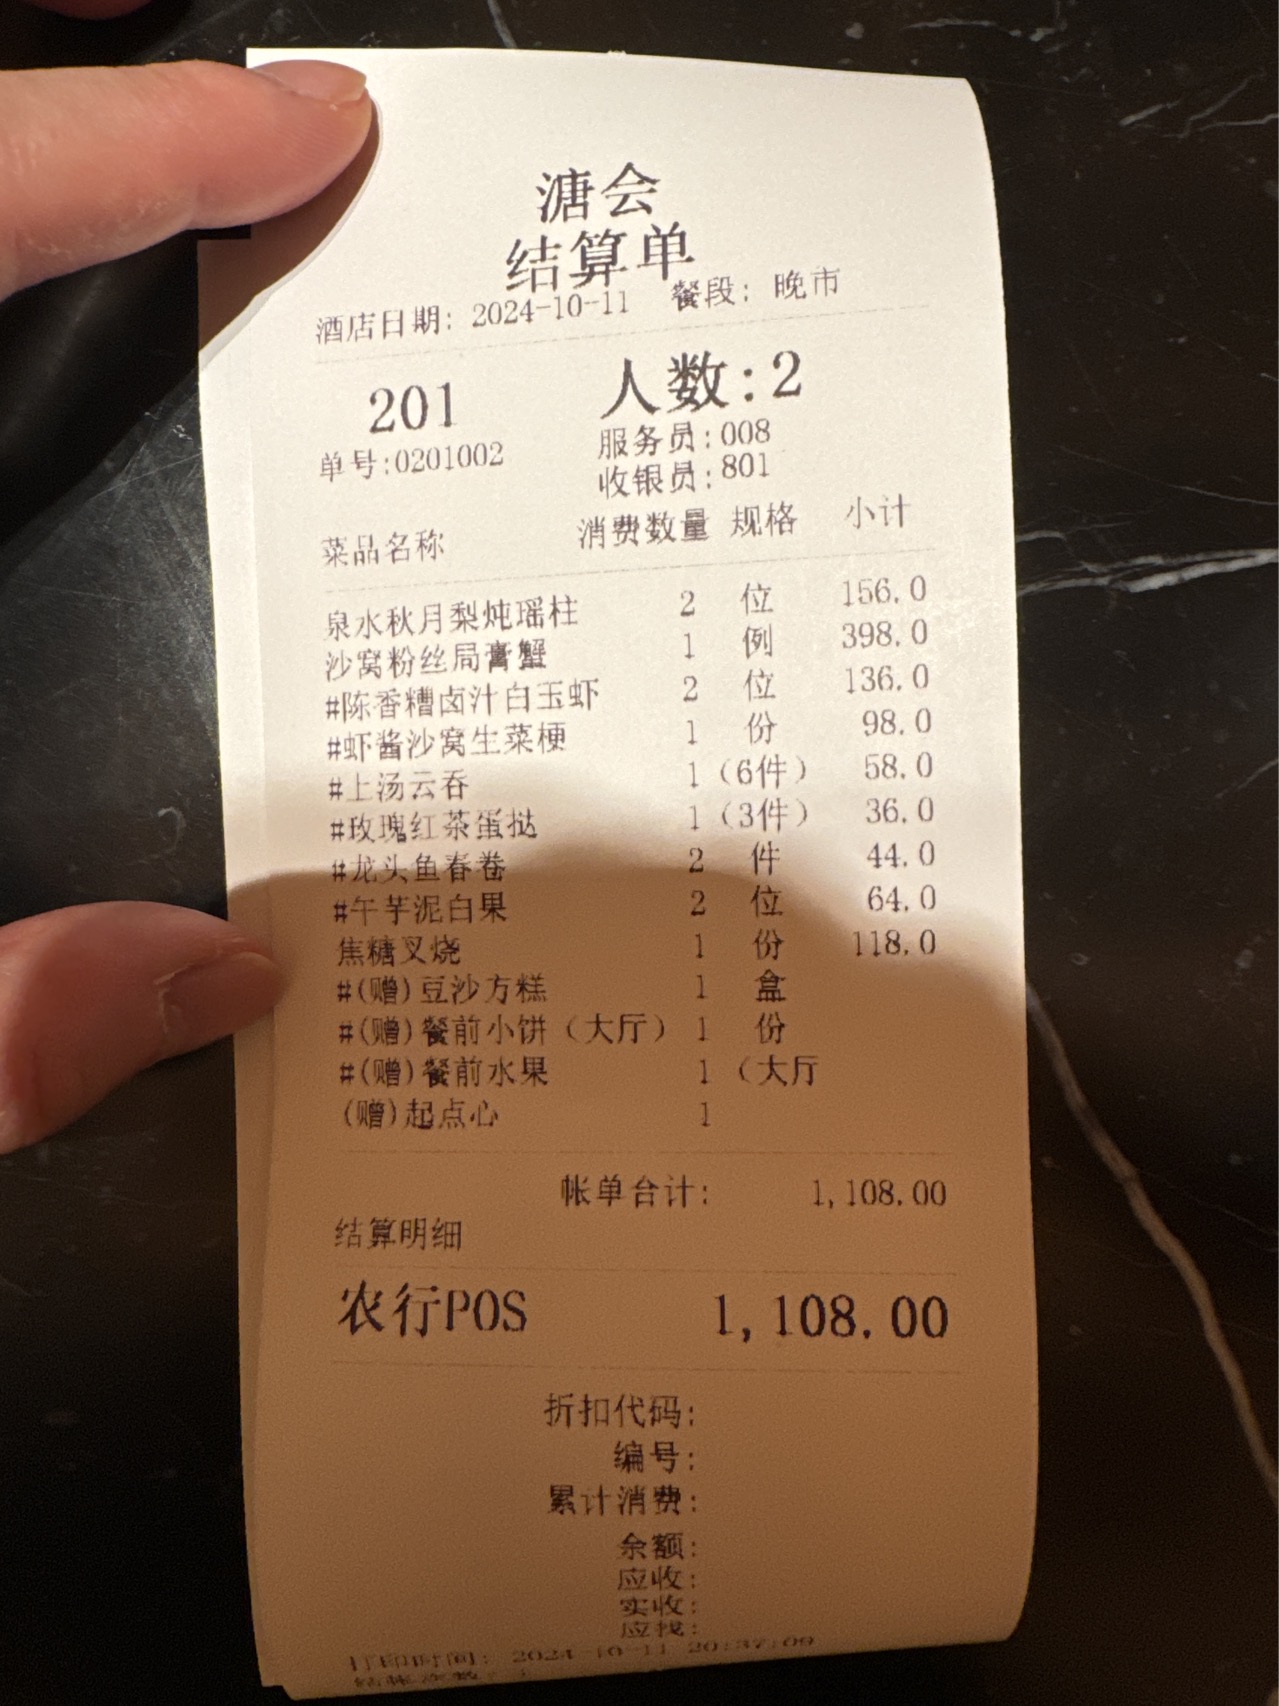 溏会
结算单
酒店日期: 2024-10-11 餐段: 晚市
201 人数:2
单号:0201002 服务员:008
收银员:801
菜品名称 消费数量 规格 小计
泉水秋月梨炖瑶柱 2 位 156.0
沙窝粉丝局膏蟹 1 例 398.0
#陈香糟卤汁白玉虾 2 位 136.0
#虾酱沙窝生菜梗 1 份 98.0
#上汤云吞 1 (6件) 58.0
#玫瑰红茶蛋挞 1 (3件) 36.0
#龙头鱼春卷 2 件 44.0
#午芋泥白果 2 位 64.0
焦糖叉烧 1 份 118.0
#(赠)豆沙方糕 1 盒
#(赠)餐前小饼（大厅） 1 份
#(赠)餐前水果 1 （大厅
(赠)起点心 1
帐单合计: 1,108.00
结算明细
农行POS 1,108.00
折扣代码:
编号:
累计消费:
余额:
应收:
实收:
应找:
打印时间: 2024-10-11 20:37:09